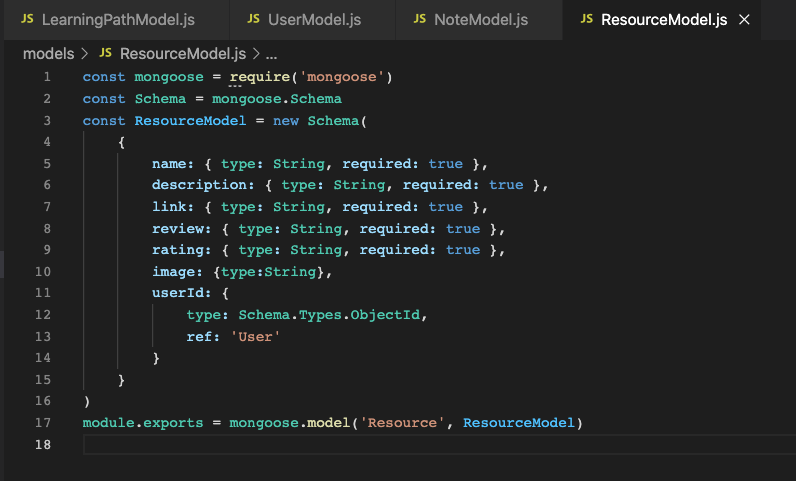 JS LearningPathModel.js JS UserModel.js JS NoteModel.js JS ResourceModel.js ×
models > JS ResourceModel.js > ...
1 const mongoose = require('mongoose')
2 const Schema = mongoose.Schema
3 const ResourceModel = new Schema(
4 {
5 name: { type: String, required: true },
6 description: { type: String, required: true },
7 link: { type: String, required: true },
8 review: { type: String, required: true },
9 rating: { type: String, required: true },
10 image: {type:String},
11 userId: {
12 type: Schema.Types.ObjectId,
13 ref: 'User'
14 }
15 }
16 )
17 module.exports = mongoose.model('Resource', ResourceModel)
18